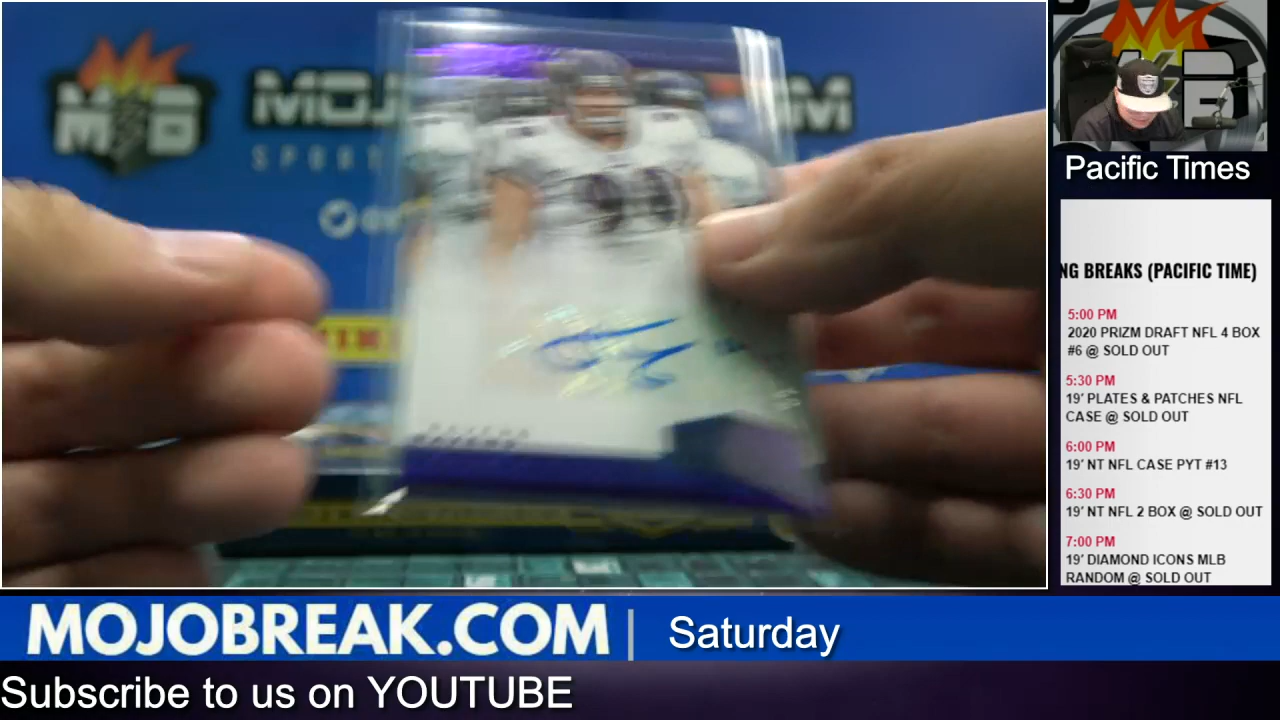 Pacific Times
NG BREAKS (PACIFIC TIME)
5:00 PM
2020 PRIZM DRAFT NFL 4 BOX
#6 @ SOLD OUT
5:30 PM
19' PLATES & PATCHES NFL
CASE @ SOLD OUT
6:00 PM
19' NT NFL CASE PYT #13
6:30 PM
19' NT NFL 2 BOX @ SOLD OUT
7:00 PM
19' DIAMOND ICONS MLB
RANDOM @ SOLD OUT
MOJOBREAK.COM | Saturday
Subscribe to us on YOUTUBE